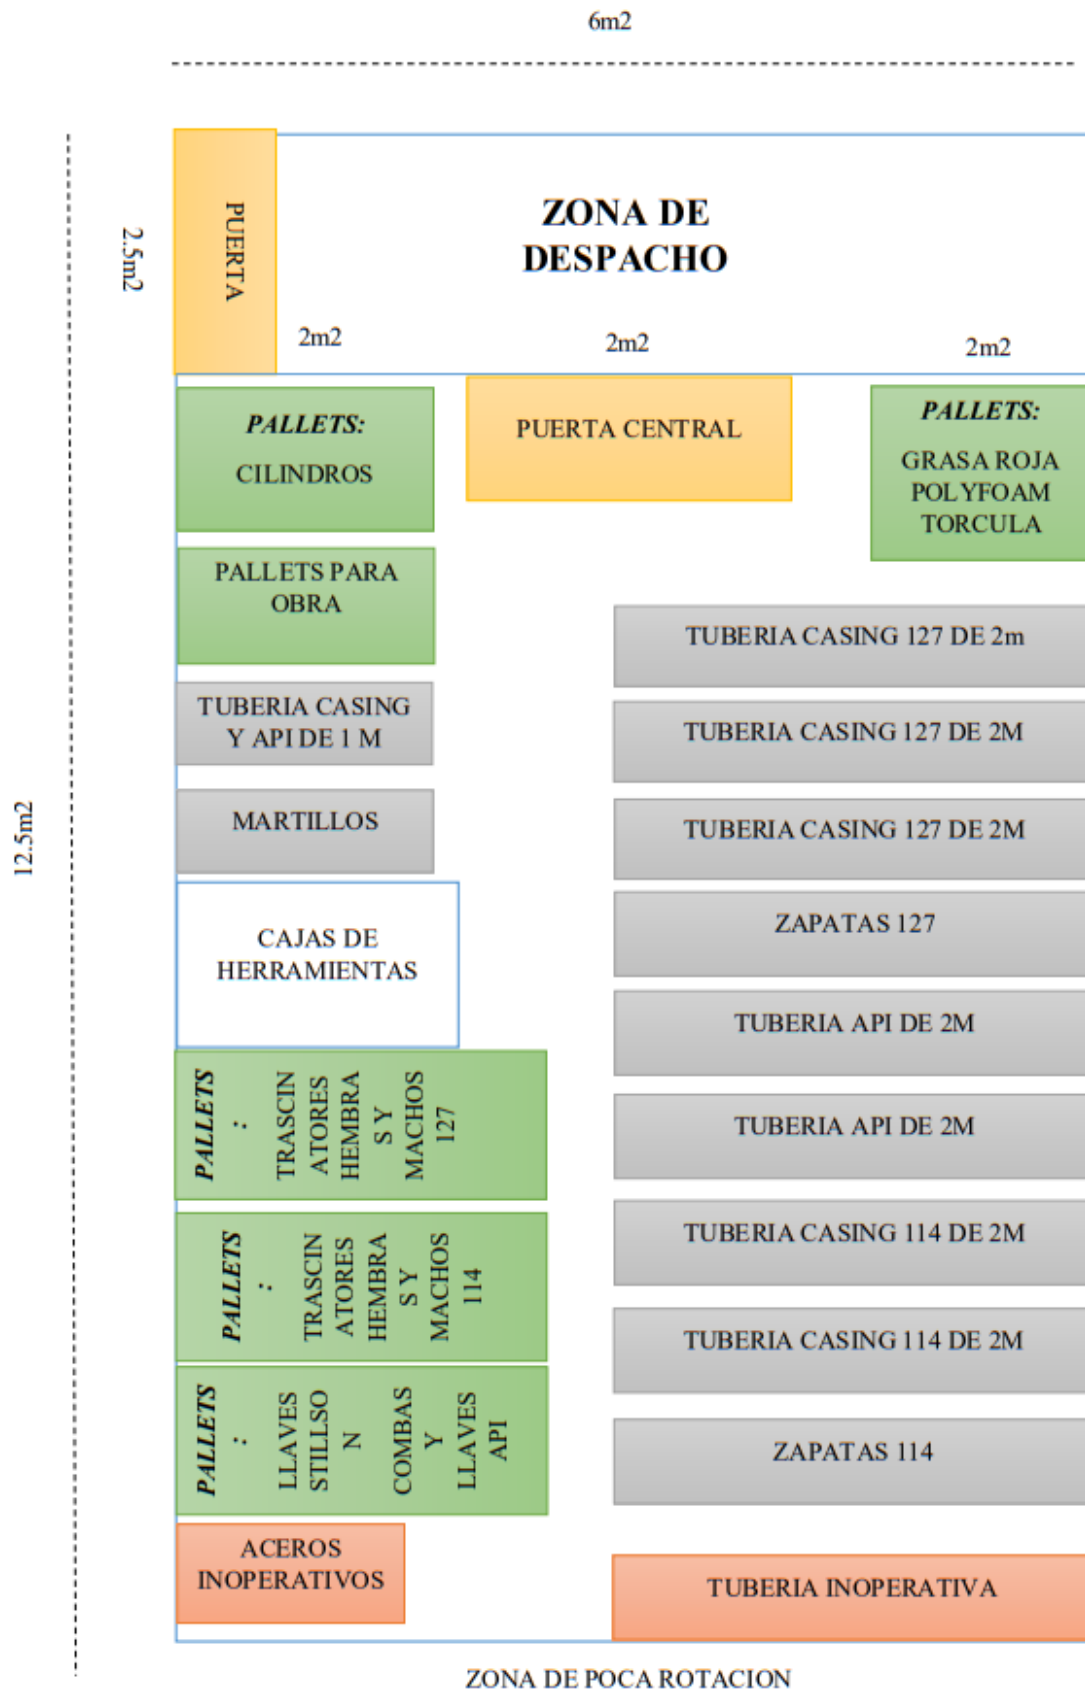 6m2
PUERTA
ZONA DE
DESPACHO
2.5m2
2m2
2m2
2m2
PALLETS:
CILINDROS
PUERTA CENTRAL
PALLETS:
GRASA ROJA
POLYFOAM
TORCULA
PALLETS PARA
OBRA
TUBERIA CASING 127 DE 2m
TUBERIA CASING
Y API DE 1 M
TUBERIA CASING 127 DE 2M
MARTILLOS
TUBERIA CASING 127 DE 2M
12.5m2
CAJAS DE
HERRAMIENTAS
ZAPATAS 127
TUBERIA API DE 2M
PALLETS
:
TRASCIN
ATORES
HEMBRA
S Y
MACHOS
127
TUBERIA API DE 2M
PALLETS
:
TRASCIN
ATORES
HEMBRA
S Y
MACHOS
114
TUBERIA CASING 114 DE 2M
TUBERIA CASING 114 DE 2M
PALLETS
:
LLAVES
STILLSO
N
COMBAS
Y
LLAVES
API
ZAPATAS 114
ACEROS
INOPERATIVOS
TUBERIA INOPERATIVA
ZONA DE POCA ROTACION